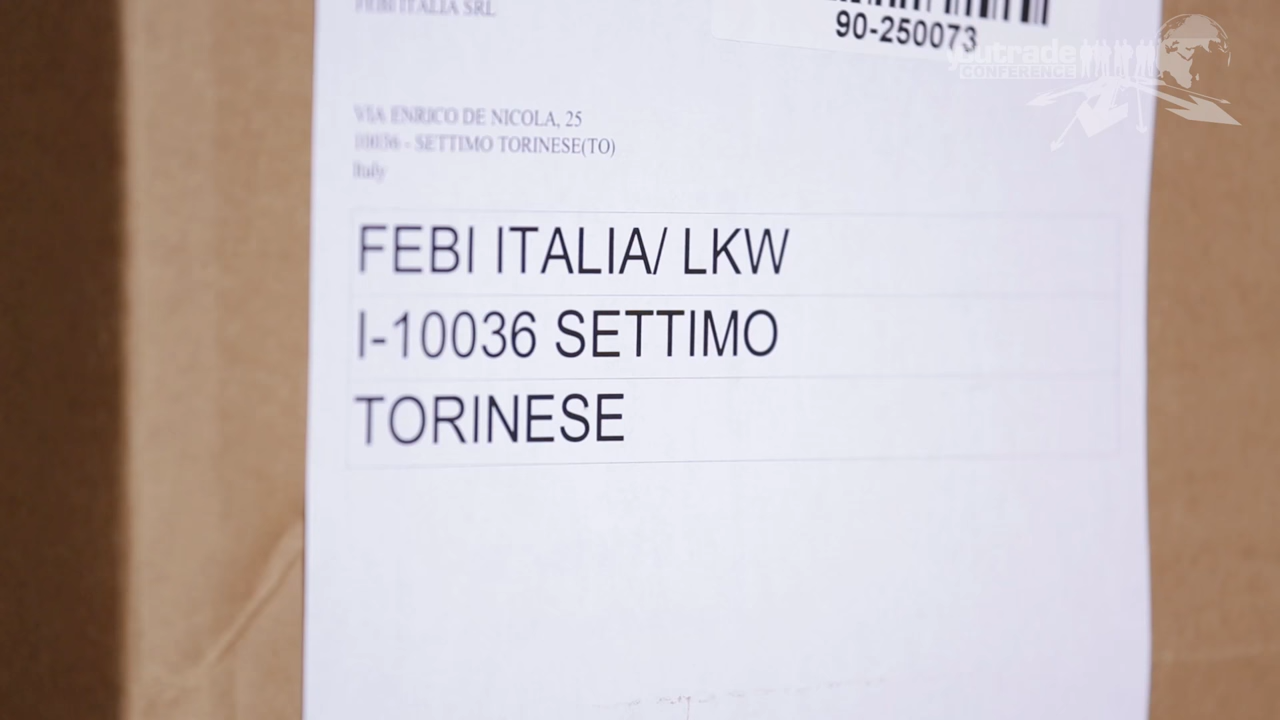 FEBI ITALIA SRL
90-250073
outrade
CONFERENCE
VIA ENRICO DE NICOLA, 25
10036 - SETTIMO TORINESE(TO)
Italy
FEBI ITALIA/ LKW
I-10036 SETTIMO
TORINESE